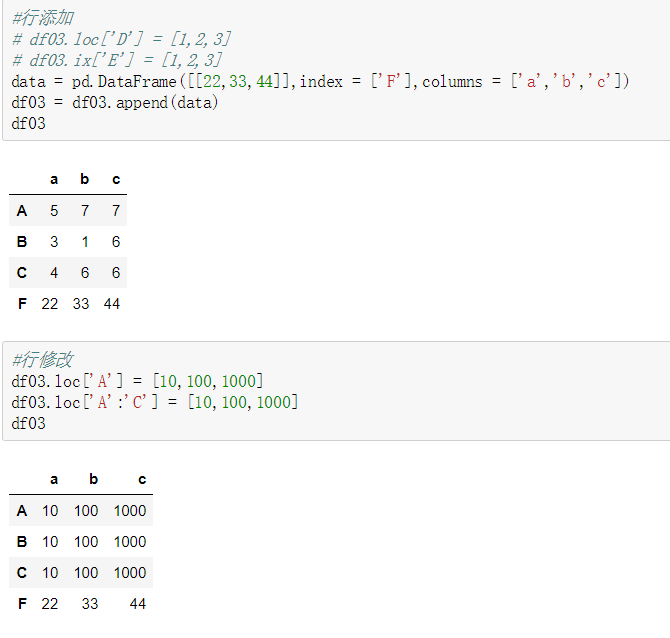 #行添加
# df03.loc['D'] = [1,2,3]
# df03.ix['E'] = [1,2,3]
data = pd.DataFrame([[22,33,44]],index = ['F'],columns = ['a','b','c'])
df03 = df03.append(data)
df03
a b c
A 5 7 7
B 3 1 6
C 4 6 6
F 22 33 44
#行修改
df03.loc['A'] = [10,100,1000]
df03.loc['A':'C'] = [10,100,1000]
df03
a b c
A 10 100 1000
B 10 100 1000
C 10 100 1000
F 22 33 44